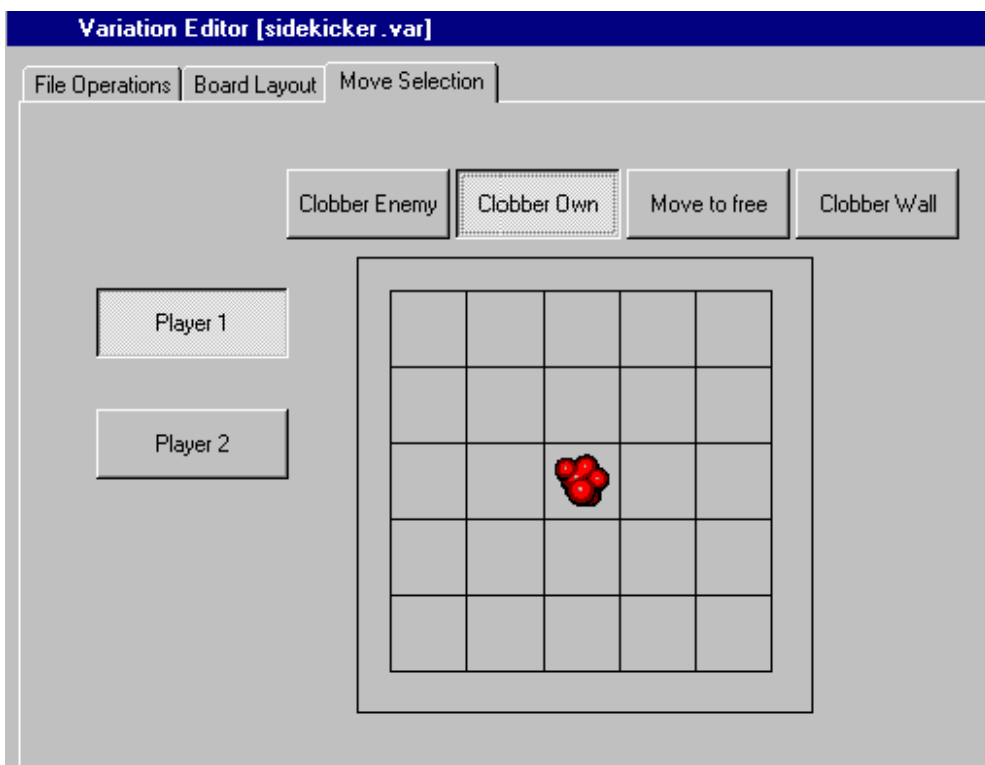 Variation Editor [sidekicker.var]
File Operations Board Layout Move Selection
Clobber Enemy Clobber Own Move to free Clobber Wall
Player 1
Player 2